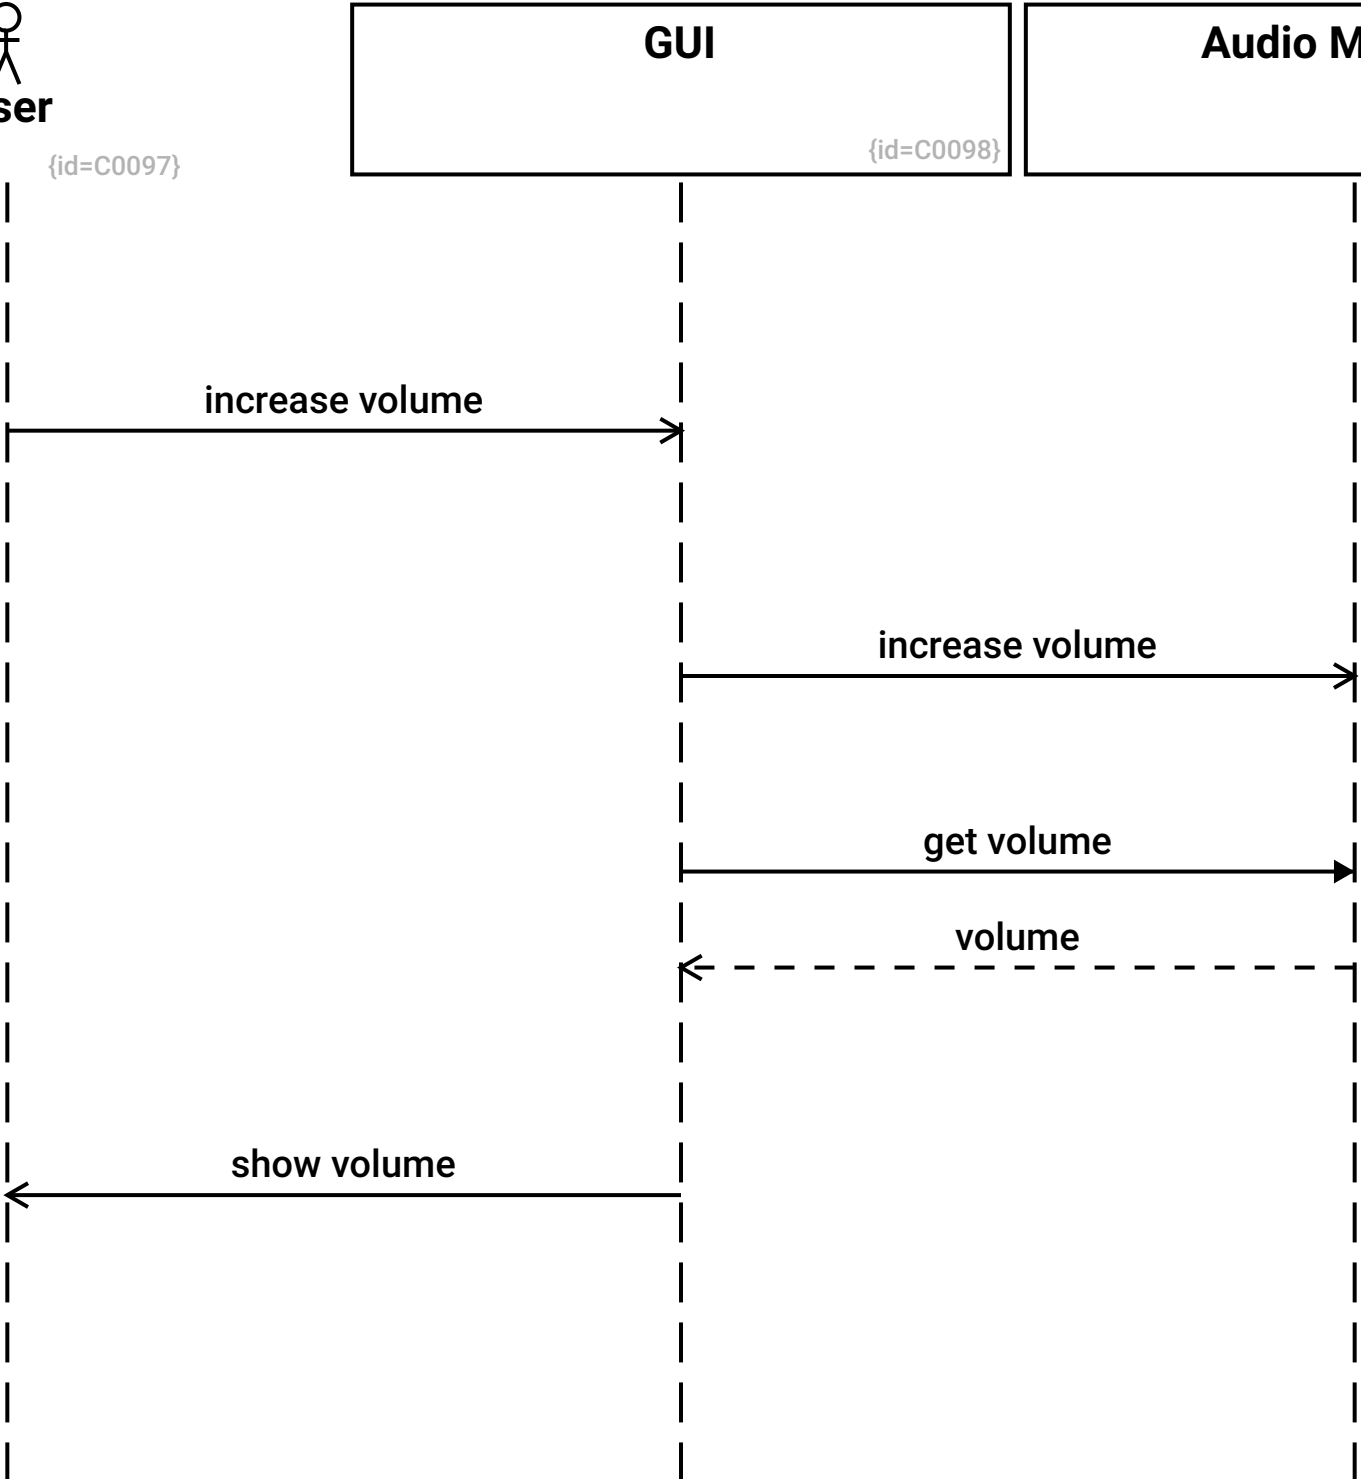 GUI
Audio
ser
{id=C0098}
{id=C0097}
increase volume
increase volume
get volume
volume
show volume